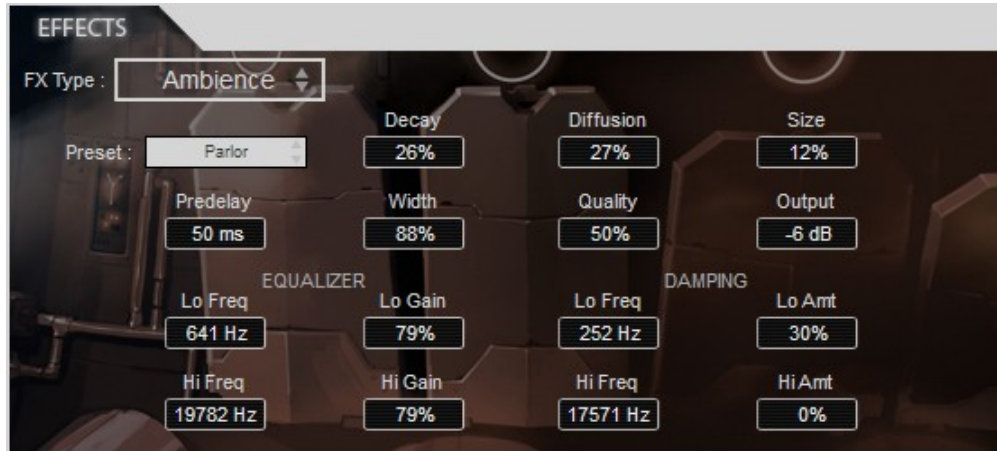 EFFECTS
FX Type : Ambience
Decay Diffusion Size
Preset : Parlor 26% 27% 12%
Predelay Width Quality Output
50 ms 88% 50% -6 dB
EQUALIZER DAMPING
Lo Freq Lo Gain Lo Freq Lo Amt
641 Hz 79% 252 Hz 30%
Hi Freq Hi Gain Hi Freq Hi Amt
19782 Hz 79% 17571 Hz 0%